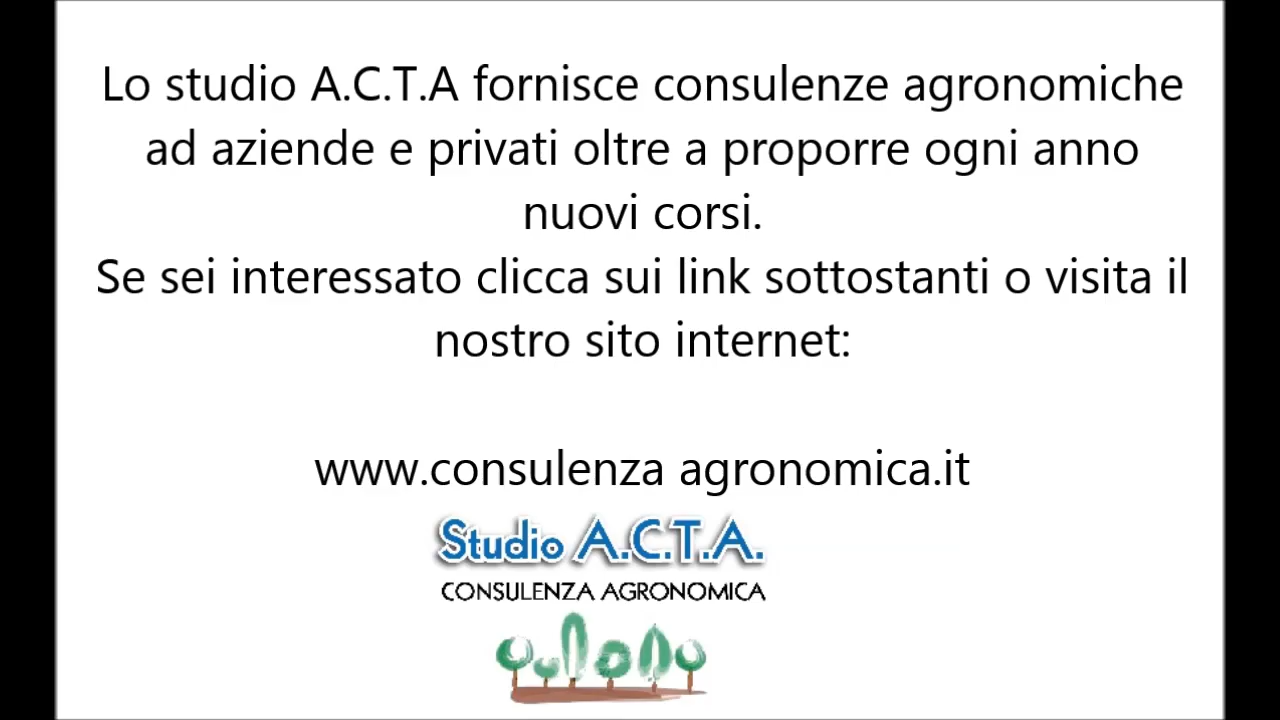 Lo studio A.C.T.A fornisce consulenze agronomiche
ad aziende e privati oltre a proporre ogni anno
nuovi corsi.
Se sei interessato clicca sui link sottostanti o visita il
nostro sito internet:
www.consulenza agronomica.it
Studio A.C.T.A.
CONSULENZA AGRONOMICA